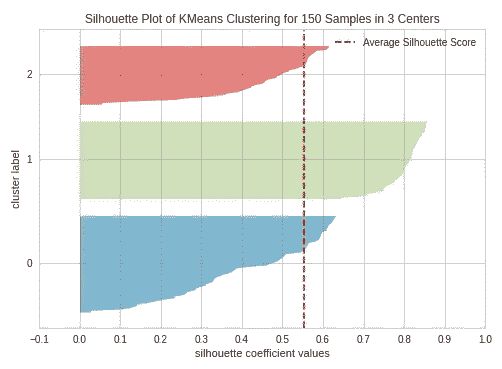 Silhouette Plot of KMeans Clustering for 150 Samples in 3 Centers
Average Silhouette Score
2
1
0
cluster label
−0.1 0.0 0.1 0.2 0.3 0.4 0.5 0.6 0.7 0.8 0.9 1.0
silhouette coefficient values